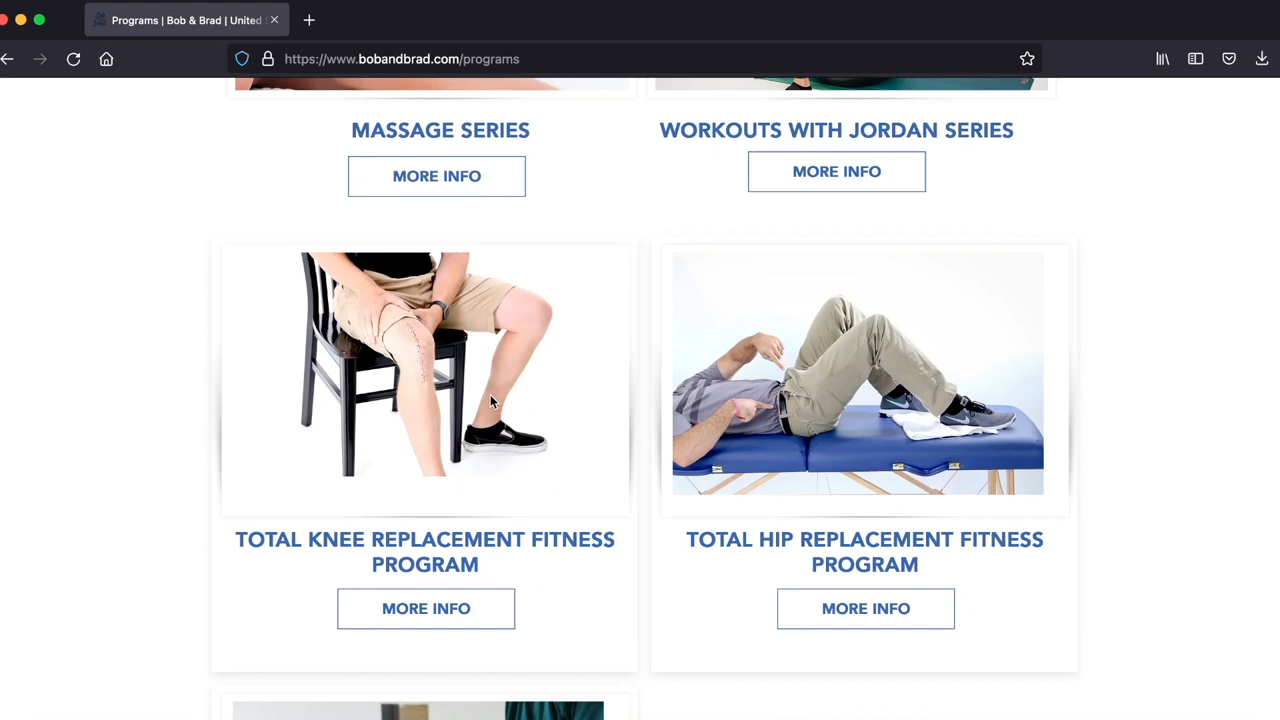 Programs | Bob & Brad | United
https://www.bobandbrad.com/programs
MASSAGE SERIES
WORKOUTS WITH JORDAN SERIES
MORE INFO
MORE INFO
TOTAL KNEE REPLACEMENT FITNESS
PROGRAM
TOTAL HIP REPLACEMENT FITNESS
PROGRAM
MORE INFO
MORE INFO